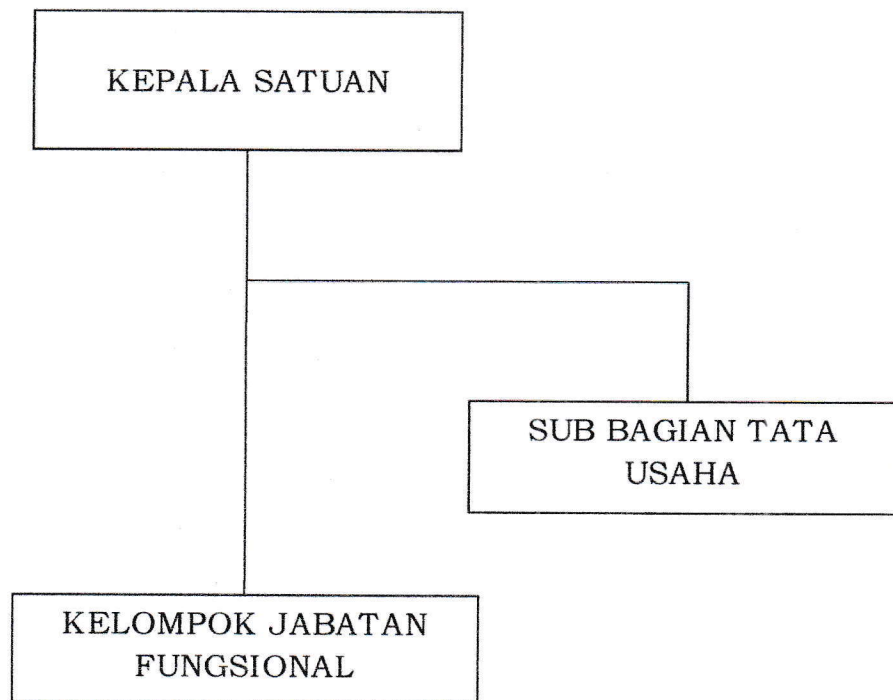 KEPALA SATUAN
SUB BAGIAN TATA
USAHA
KELOMPOK JABATAN
FUNGSIONAL